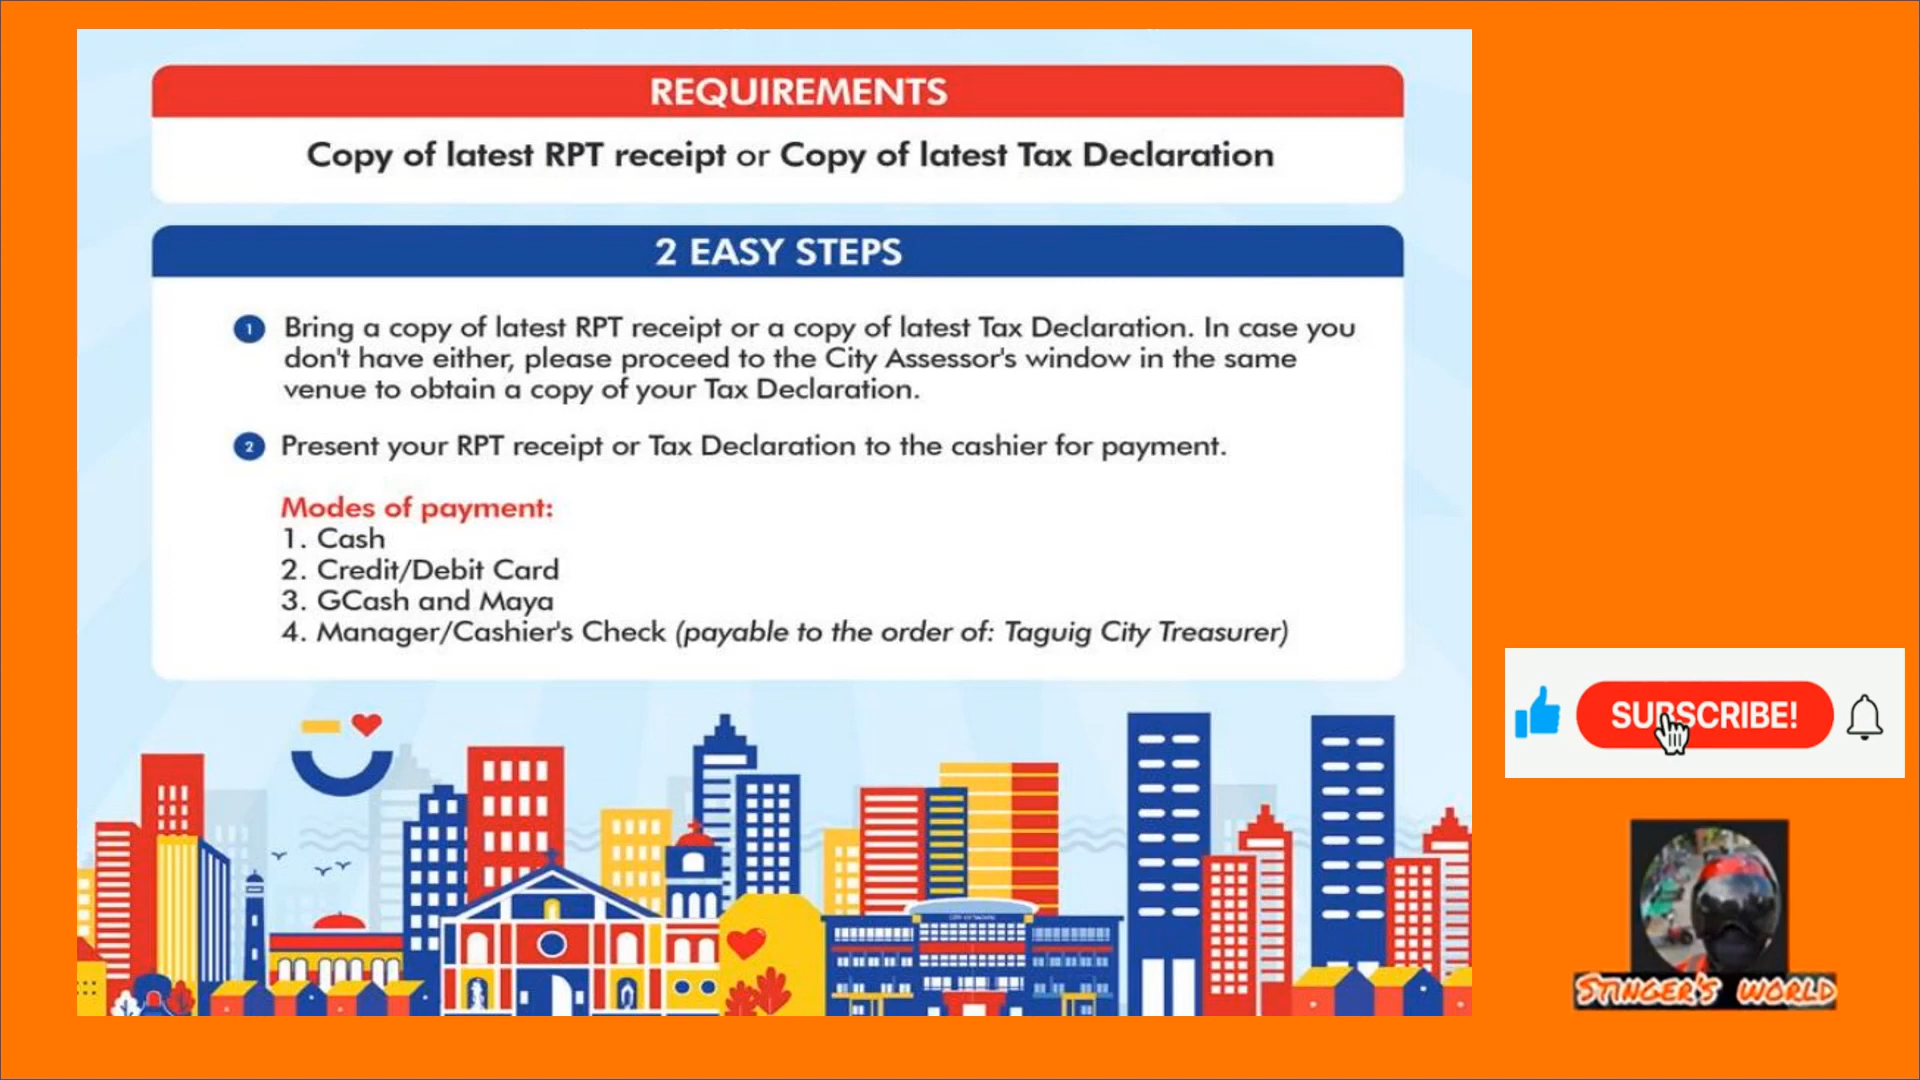 REQUIREMENTS
Copy of latest RPT receipt or Copy of latest Tax Declaration
2 EASY STEPS
1 Bring a copy of latest RPT receipt or a copy of latest Tax Declaration. In case you
don't have either, please proceed to the City Assessor's window in the same
venue to obtain a copy of your Tax Declaration.
2 Present your RPT receipt or Tax Declaration to the cashier for payment.
Modes of payment:
1. Cash
2. Credit/Debit Card
3. GCash and Maya
4. Manager/Cashier's Check (payable to the order of: Taguig City Treasurer)
SUBSCRIBE!
STINGER'S WORLD